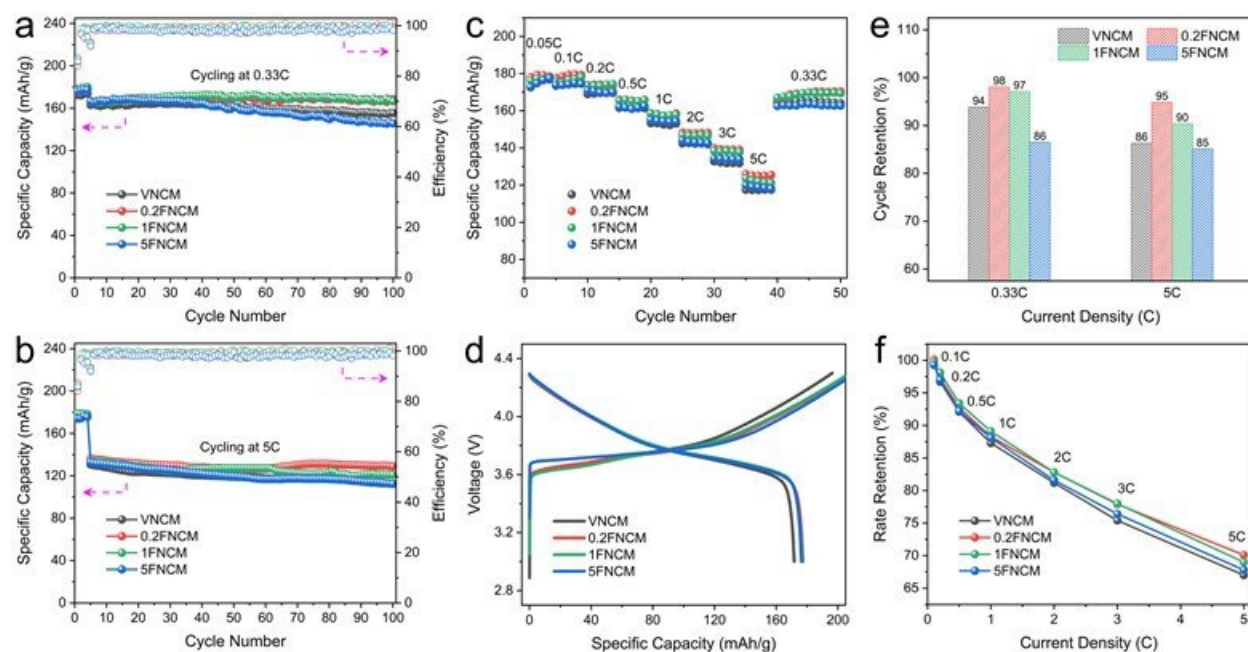 a
Specific Capacity (mAh/g)
240
200
160
120
80
40
0
Cycling at 0.33C
VNCM
0.2FNCM
1FNCM
5FNCM
0 10 20 30 40 50 60 70 80 90 100
Cycle Number
100
80
60
40
20
0
Efficiency (%)
c
Specific Capacity (mAh/g)
200
180
160
140
120
100
80
0.05C
0.1C
0.2C
0.5C
1C
2C
3C
5C
0.33C
VNCM
0.2FNCM
1FNCM
5FNCM
0 10 20 30 40 50
Cycle Number
e
Cycle Retention (%)
100
90
80
70
60
VNCM 0.2FNCM
1FNCM 5FNCM
94 98 97 86
86 95 90 85
0.33C 5C
Current Density (C)
b
Specific Capacity (mAh/g)
240
200
160
120
80
40
0
Cycling at 5C
VNCM
0.2FNCM
1FNCM
5FNCM
0 10 20 30 40 50 60 70 80 90 100
Cycle Number
100
80
60
40
20
0
Efficiency (%)
d
Voltage (V)
4.4
4.0
3.6
3.2
2.8
VNCM
0.2FNCM
1FNCM
5FNCM
0 40 80 120 160 200
Specific Capacity (mAh/g)
f
Rate Retention (%)
100
95
90
85
80
75
70
65
0.1C
0.2C
0.5C
1C
2C
3C
5C
VNCM
0.2FNCM
1FNCM
5FNCM
0 1 2 3 4 5
Current Density (C)